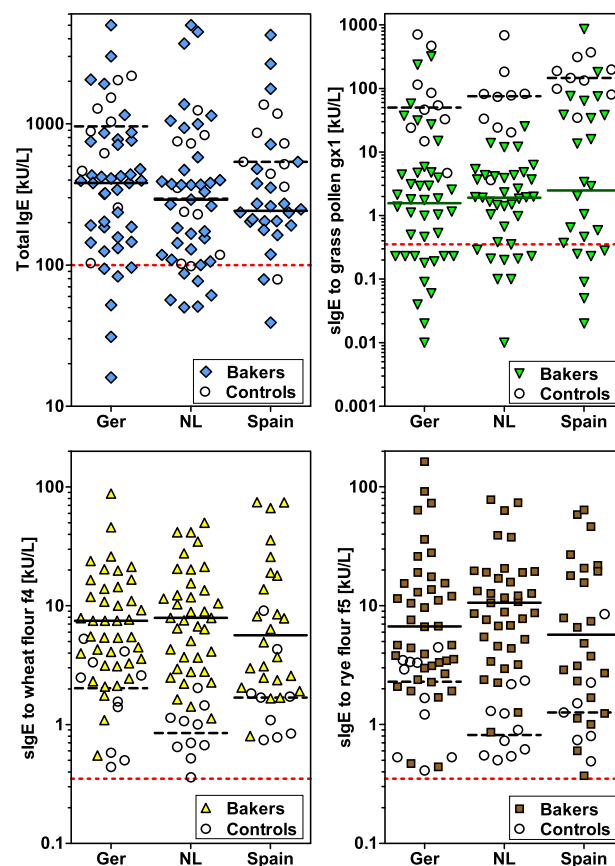 Total IgE [kU/L]
1000
100
10
Ger NL Spain
Bakers
Controls
sIgE to grass pollen gx1 [kU/L]
1000
100
10
1
0.1
0.01
0.001
Ger NL Spain
Bakers
Controls
sIgE to wheat flour f4 [kU/L]
100
10
1
0.1
Ger NL Spain
Bakers
Controls
sIgE to rye flour f5 [kU/L]
100
10
1
0.1
Ger NL Spain
Bakers
Controls